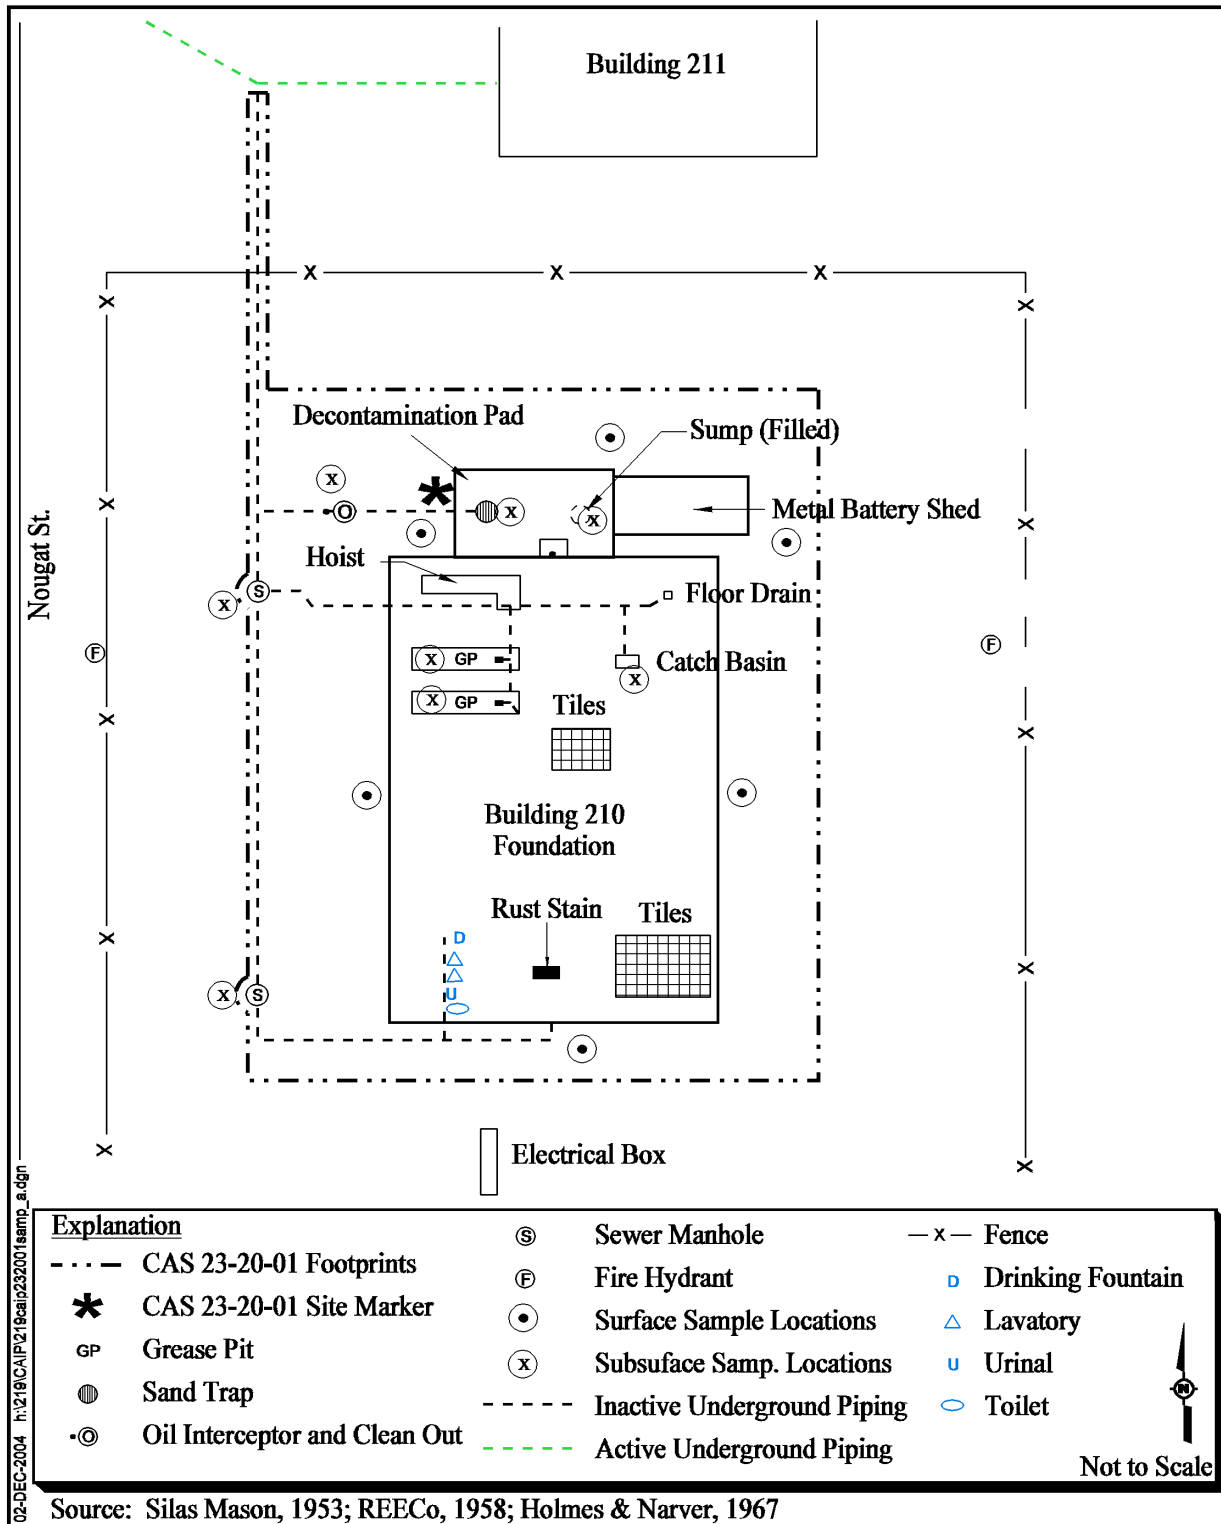 Building 211
X X X
X X
Decontamination Pad
Sump (Filled)
X
X X
O X X
Metal Battery Shed
Nougat St.
Hoist
S
X
Floor Drain
F
X GP
Catch Basin
X
F
X GP
Tiles
X
X
Building 210
Foundation
Rust Stain
Tiles
X
D
X
U
X S
X
Electrical Box
X
02-DEC-2004 h:\219\CAIP\219caip232001samp_a.dgn
Explanation
CAS 23-20-01 Footprints
CAS 23-20-01 Site Marker
GP Grease Pit
Sand Trap
O Oil Interceptor and Clean Out
S Sewer Manhole
F Fire Hydrant
Surface Sample Locations
X Subsuface Samp. Locations
Inactive Underground Piping
Active Underground Piping
X Fence
D Drinking Fountain
Lavatory
U Urinal
Toilet
N
Not to Scale
Source: Silas Mason, 1953; REECo, 1958; Holmes & Narver, 1967